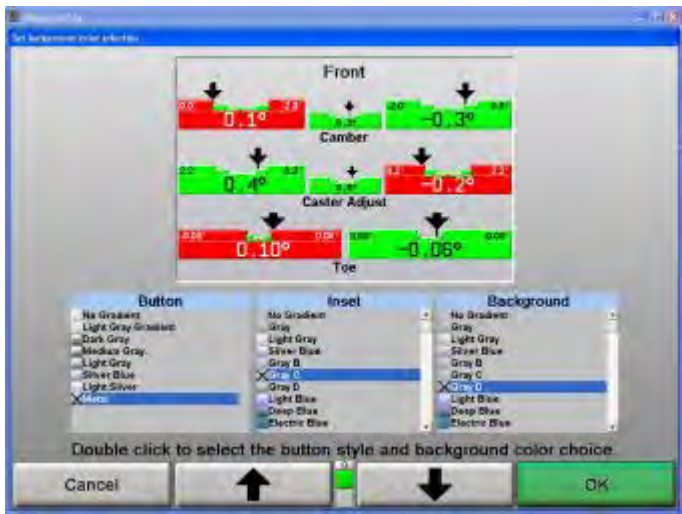 Set background color selection
Front
0.1° -0.3°
Camber
0.4° -0.2°
Caster Adjust
0.10° -0.06°
Toe
Button
No Gradient
Light Gray Gradient
Dark Gray
Medium Gray
Light Gray
Silver Blue
Light Silver
Metal
Inset
No Gradient
Gray
Light Gray
Silver Blue
Gray B
Gray C
Gray D
Light Blue
Deep Blue
Electric Blue
Background
No Gradient
Gray
Light Gray
Silver Blue
Gray B
Gray C
Gray D
Light Blue
Deep Blue
Electric Blue
Double click to select the button style and background color choice.
Cancel
OK